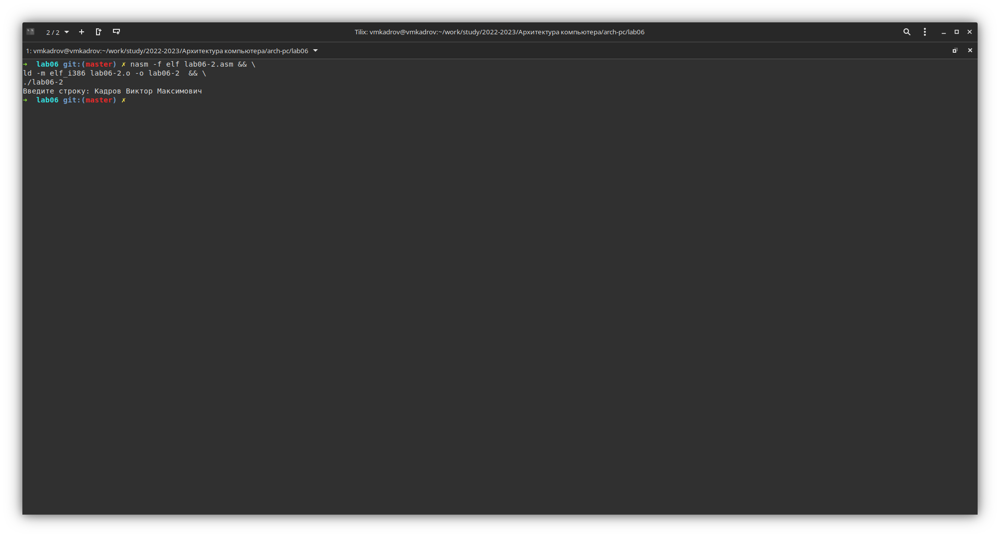 2 / 2
Tilix: vmkadrov@vmkadrov:~/work/study/2022-2023/Архитектура компьютера/arch-pc/lab06
1: vmkadrov@vmkadrov:~/work/study/2022-2023/Архитектура компьютера/arch-pc/lab06
➜  lab06 git:(master) ✗ nasm -f elf lab06-2.asm && \
ld -m elf_i386 lab06-2.o -o lab06-2  && \
./lab06-2
Введите строку: Кадров Виктор Максимович
➜  lab06 git:(master) ✗